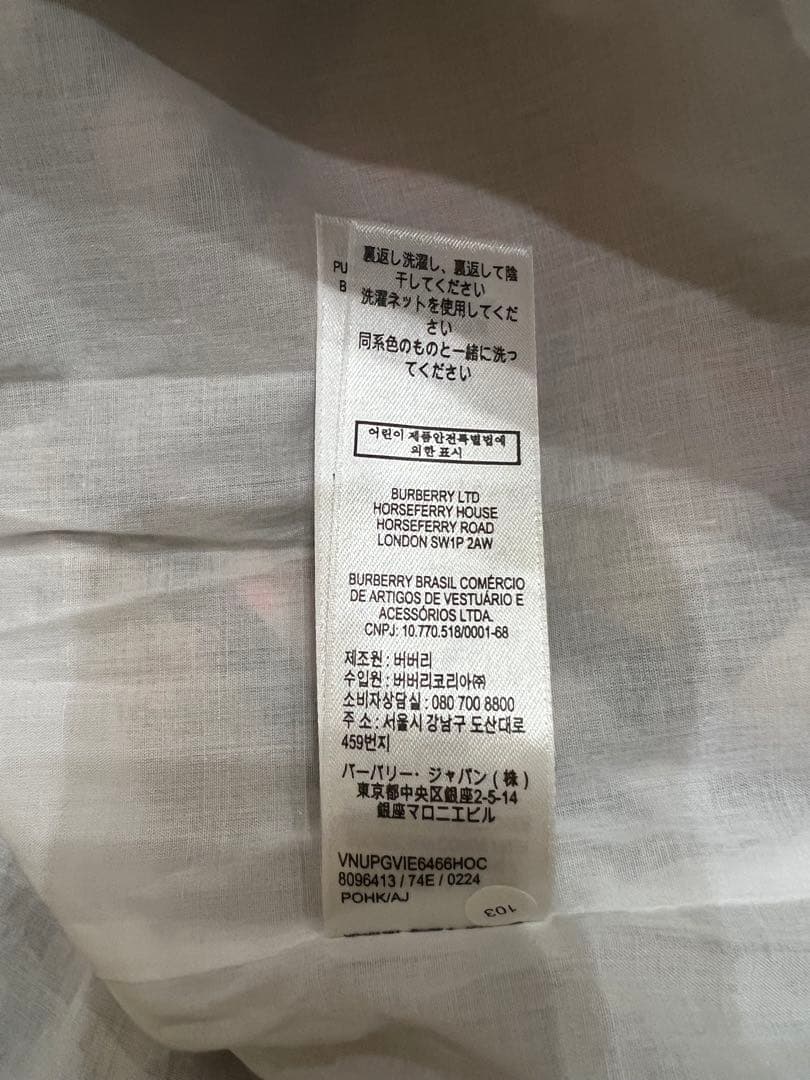 PU
B
裏返し洗濯し、裏返して陰
干してください
洗濯ネットを使用してくだ
さい
同系色のものと一緒に洗っ
てください
어린이 제품안전특별법에
의한 표시
BURBERRY LTD
HORSEFERRY HOUSE
HORSEFERRY ROAD
LONDON SW1P 2AW
BURBERRY BRASIL COMÉRCIO
DE ARTIGOS DE VESTUÁRIO E
ACESSÓRIOS LTDA.
CNPJ: 10.770.518/0001-68
제조원 : 버버리
수입원 : 버버리코리아㈜
소비자상담실 : 080 700 8800
주 소 : 서울시 강남구 도산대로
459번지
バーバリー・ジャパン ( 株 )
東京都中央区銀座2-5-14
銀座マロニエビル
VNUPGVIE6466HOC
8096413 / 74E / 0224
POHK/AJ
103